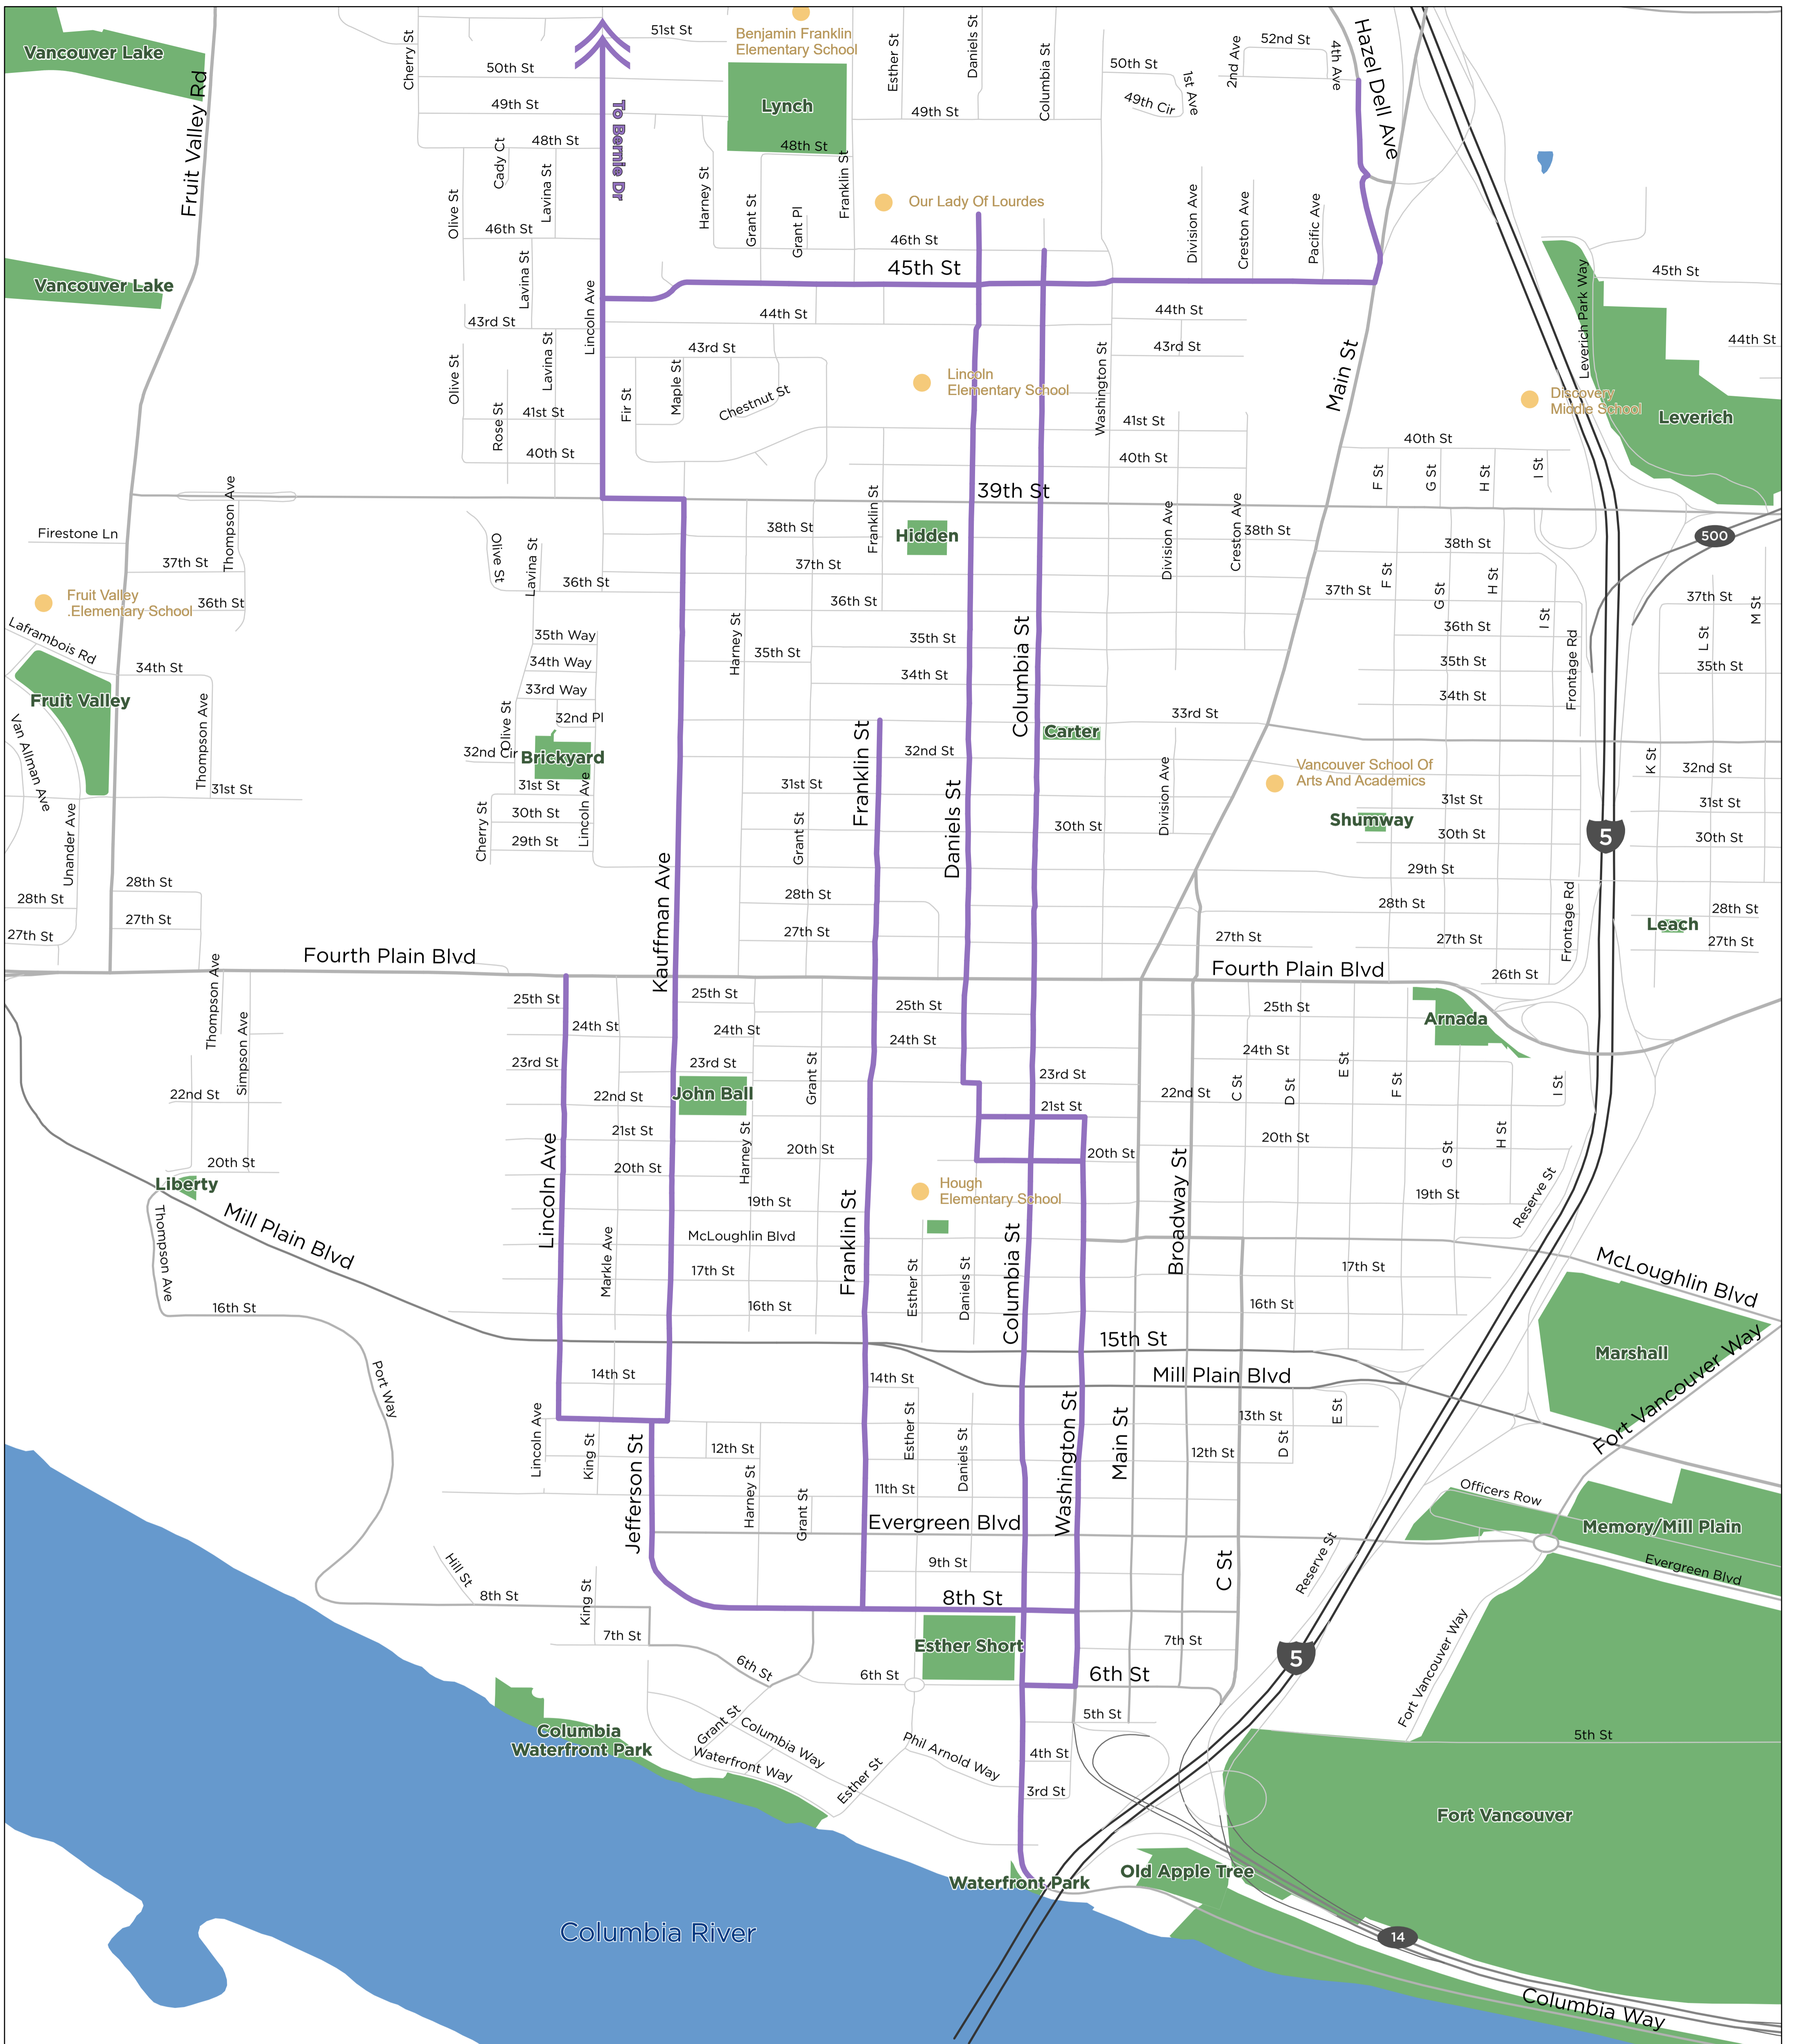 51st St
Benjamin Franklin
Elementary School
Vancouver Lake
Cherry St
50th St
Lynch
Esther St
Daniels St
Columbia St
50th St
1st Ave
2nd Ave
52nd St
4th Ave
Hazel Dell Ave
Fruit Valley Rd
49th St
49th St
49th Cir
To Bernie Dr
48th St
48th St
Cady Ct
Lavina St
Olive St
Harney St
Grant St
Grant Pl
Franklin St
Our Lady Of Lourdes
Division Ave
Creston Ave
Pacific Ave
46th St
46th St
45th St
45th St
Vancouver Lake
Lavina St
Lincoln Ave
Leverich Park Way
43rd St
44th St
44th St
44th St
43rd St
43rd St
Olive St
Lavina St
Fir St
Maple St
Chestnut St
Lincoln
Elementary School
Washington St
Main St
Discovery
Middle School
Leverich
Rose St
41st St
41st St
40th St
40th St
40th St
F St
G St
H St
I St
39th St
Thompson Ave
Firestone Ln
37th St
36th St
Fruit Valley
.Elementary School
Olive St
Lavina St
36th St
38th St
Franklin St
Hidden
37th St
36th St
Division Ave
Creston Ave
38th St
38th St
500
37th St
F St
G St
H St
I St
37th St
M St
L St
36th St
35th St
35th St
34th St
Frontage Rd
Laframbois Rd
34th St
Fruit Valley
Thompson Ave
Van Allman Ave
Unander Ave
31st St
35th Way
34th Way
33rd Way
32nd Pl
Olive St
32nd Cir
Brickyard
31st St
30th St
29th St
Cherry St
Lincoln Ave
Harney St
35th St
35th St
34th St
Columbia St
33rd St
Carter
Franklin St
32nd St
31st St
Grant St
Daniels St
30th St
Division Ave
Vancouver School Of
Arts And Academics
Shumway
31st St
30th St
29th St
28th St
27th St
K St
32nd St
31st St
30th St
5
28th St
Leach
27th St
Frontage Rd
28th St
27th St
28th St
27th St
Kauffman Ave
28th St
27th St
27th St
26th St
Fourth Plain Blvd
Fourth Plain Blvd
Thompson Ave
Simpson Ave
22nd St
20th St
Liberty
25th St
24th St
23rd St
22nd St
21st St
20th St
Lincoln Ave
Markle Ave
25th St
24th St
23rd St
John Ball
Harney St
Grant St
20th St
19th St
McLoughlin Blvd
17th St
16th St
25th St
24th St
23rd St
21st St
20th St
22nd St
25th St
24th St
C St
D St
E St
F St
Arnada
I St
H St
G St
20th St
19th St
Reserve St
Hough
Elementary School
Franklin St
Esther St
Daniels St
Columbia St
Broadway St
17th St
16th St
McLoughlin Blvd
Mill Plain Blvd
Thompson Ave
16th St
Port Way
15th St
Mill Plain Blvd
Marshall
Fort Vancouver Way
14th St
14th St
Lincoln Ave
King St
Jefferson St
12th St
Harney St
Grant St
Esther St
Daniels St
11th St
Washington St
Main St
13th St
E St
D St
12th St
Evergreen Blvd
Officers Row
Memory/Mill Plain
Evergreen Blvd
9th St
C St
Reserve St
Hill St
8th St
King St
8th St
7th St
Esther Short
7th St
5
Fort Vancouver Way
6th St
6th St
6th St
5th St
5th St
Grant St
Columbia Way
Waterfront Way
Columbia
Waterfront Park
Esther St
Phil Arnold Way
4th St
3rd St
Fort Vancouver
Waterfront Park
Old Apple Tree
Columbia River
14
Columbia Way